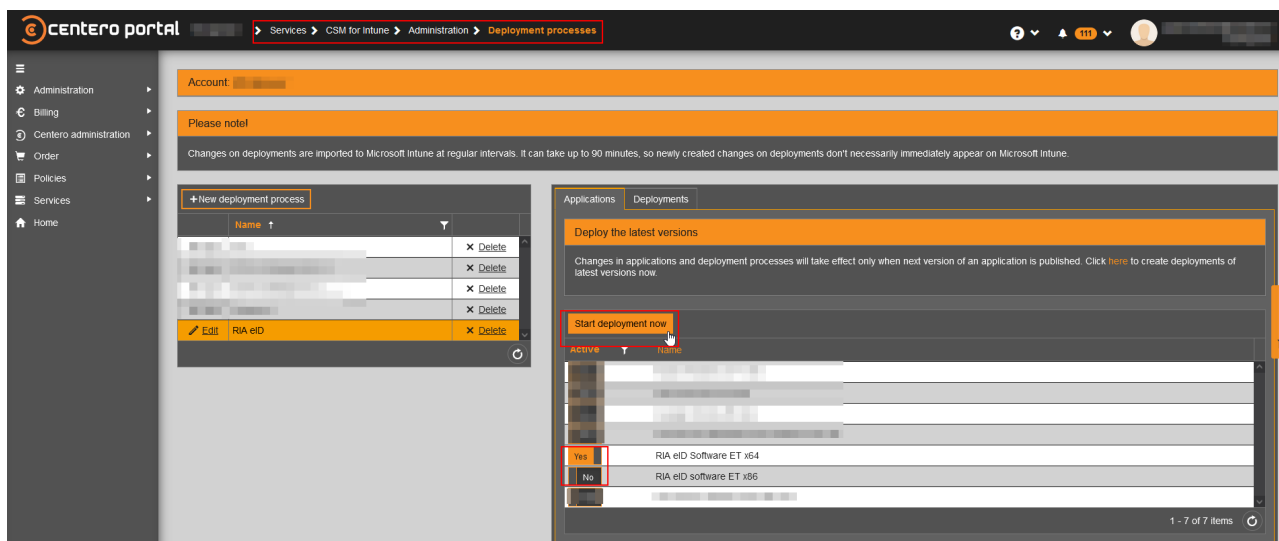 centero portal
Services > CSM for Intune > Administration > Deployment processes
111
Administration
Billing
Centero administration
Order
Policies
Services
Home
Account:
Please note!
Changes on deployments are imported to Microsoft Intune at regular intervals. It can take up to 90 minutes, so newly created changes on deployments don't necessarily immediately appear on Microsoft Intune.
+New deployment process
Name ↑
× Delete
× Delete
× Delete
× Delete
Edit RIA eID × Delete
Applications Deployments
Deploy the latest versions
Changes in applications and deployment processes will take effect only when next version of an application is published. Click here to create deployments of
latest versions now.
Start deployment now
Active Name
Yes RIA eID Software ET x64
No RIA eID software ET x86
1 - 7 of 7 items